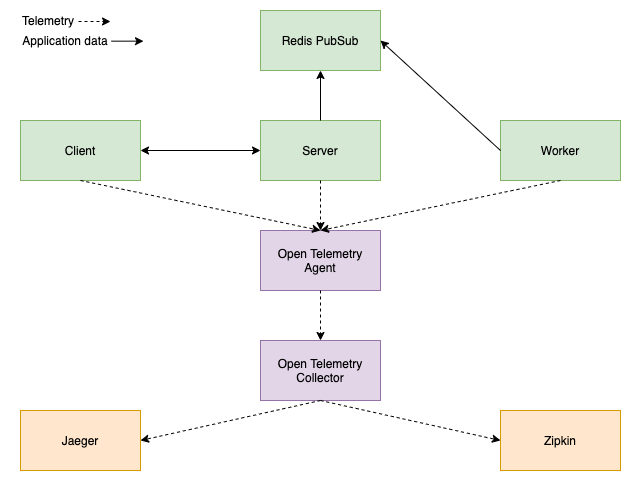 Telemetry
Application data
Redis PubSub
Client
Server
Worker
Open Telemetry
Agent
Open Telemetry
Collector
Jaeger
Zipkin